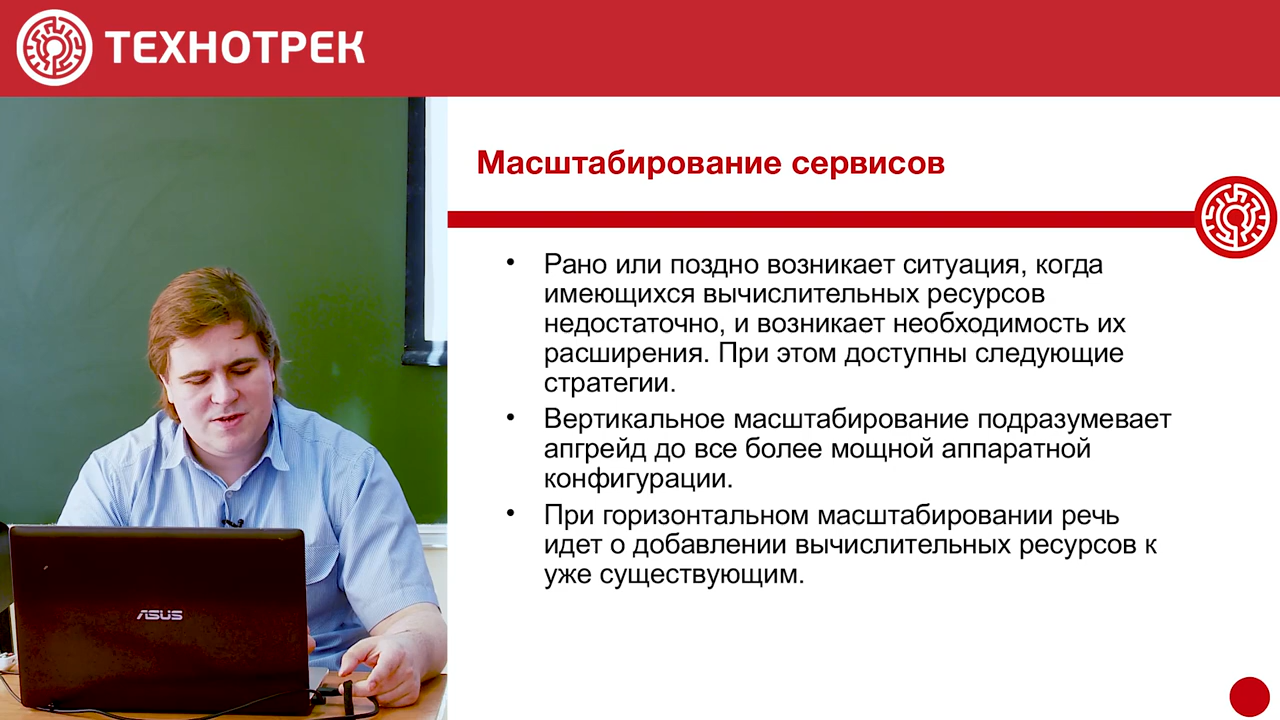 ТЕХНОТРЕК
Масштабирование сервисов
• Рано или поздно возникает ситуация, когда
имеющихся вычислительных ресурсов
недостаточно, и возникает необходимость их
расширения. При этом доступны следующие
стратегии.
• Вертикальное масштабирование подразумевает
апгрейд до все более мощной аппаратной
конфигурации.
• При горизонтальном масштабировании речь
идет о добавлении вычислительных ресурсов к
уже существующим.
ASUS